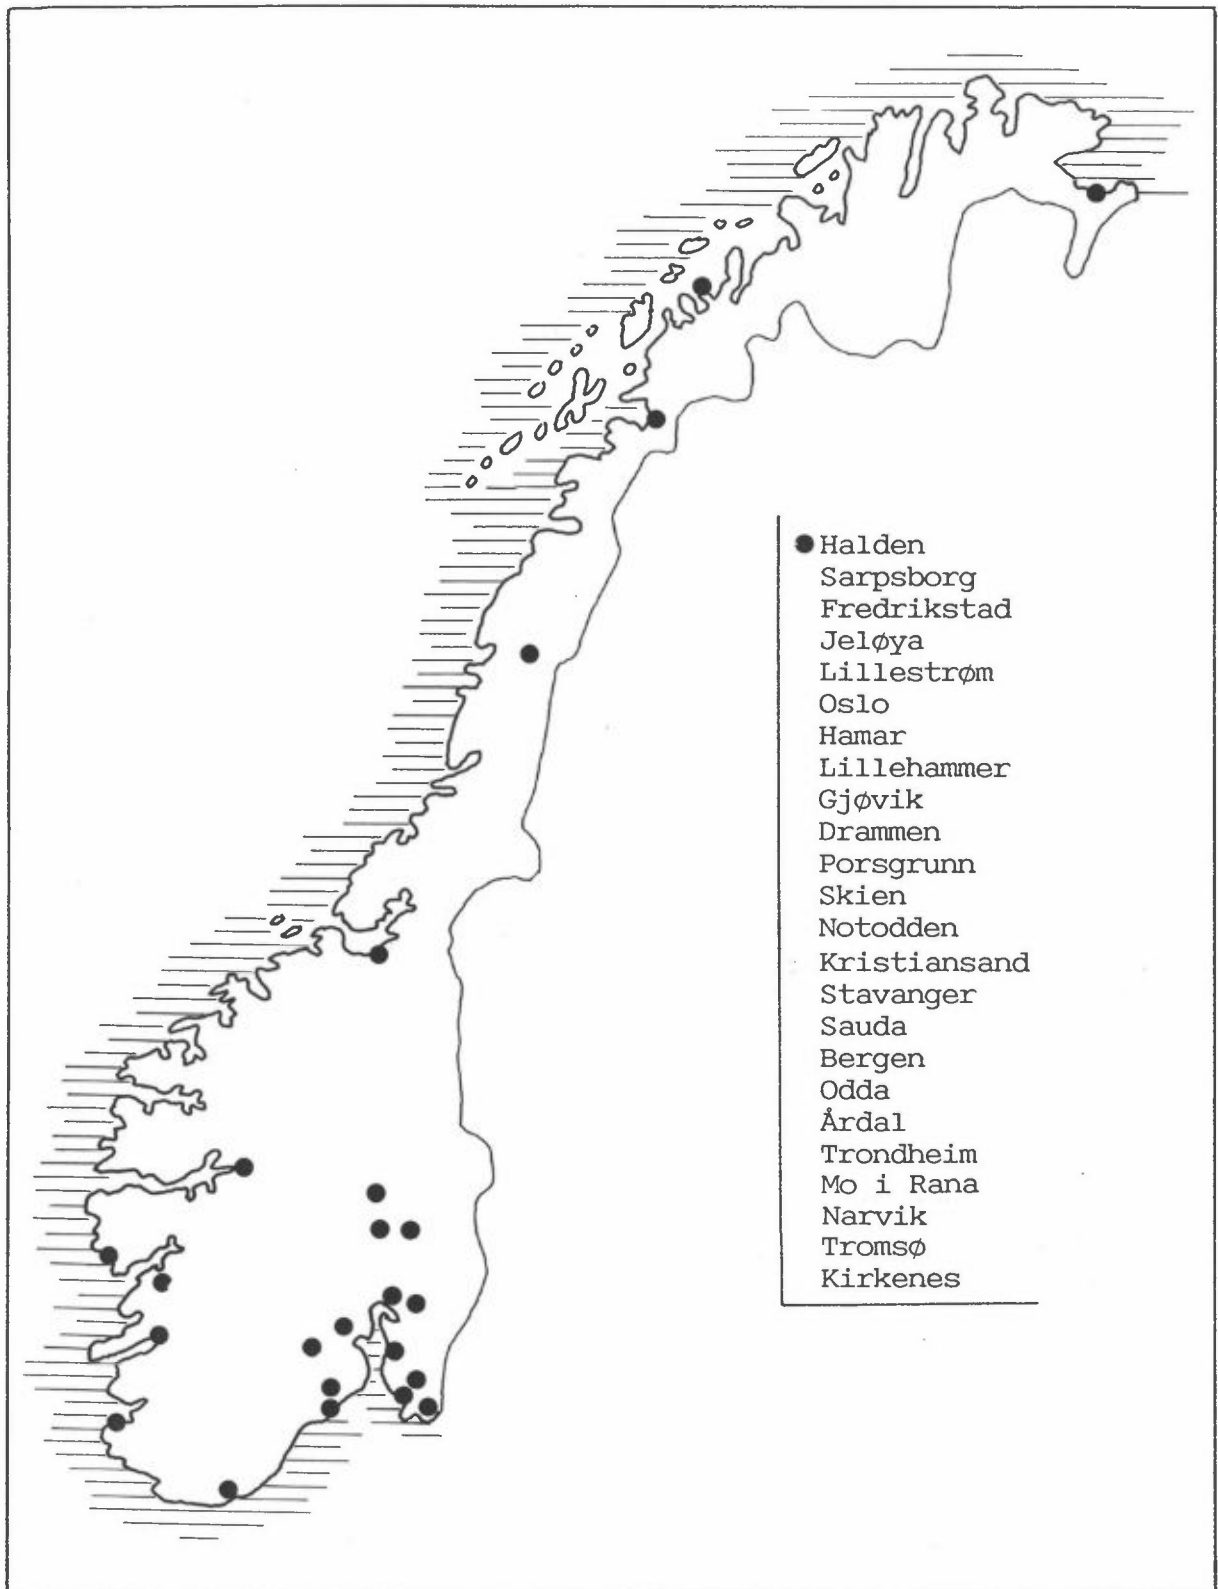 Halden
Sarpsborg
Fredrikstad
Jeløya
Lillestrøm
Oslo
Hamar
Lillehammer
Gjøvik
Drammen
Porsgrunn
Skien
Notodden
Kristiansand
Stavanger
Sauda
Bergen
Odda
Årdal
Trondheim
Mo i Rana
Narvik
Tromsø
Kirkenes